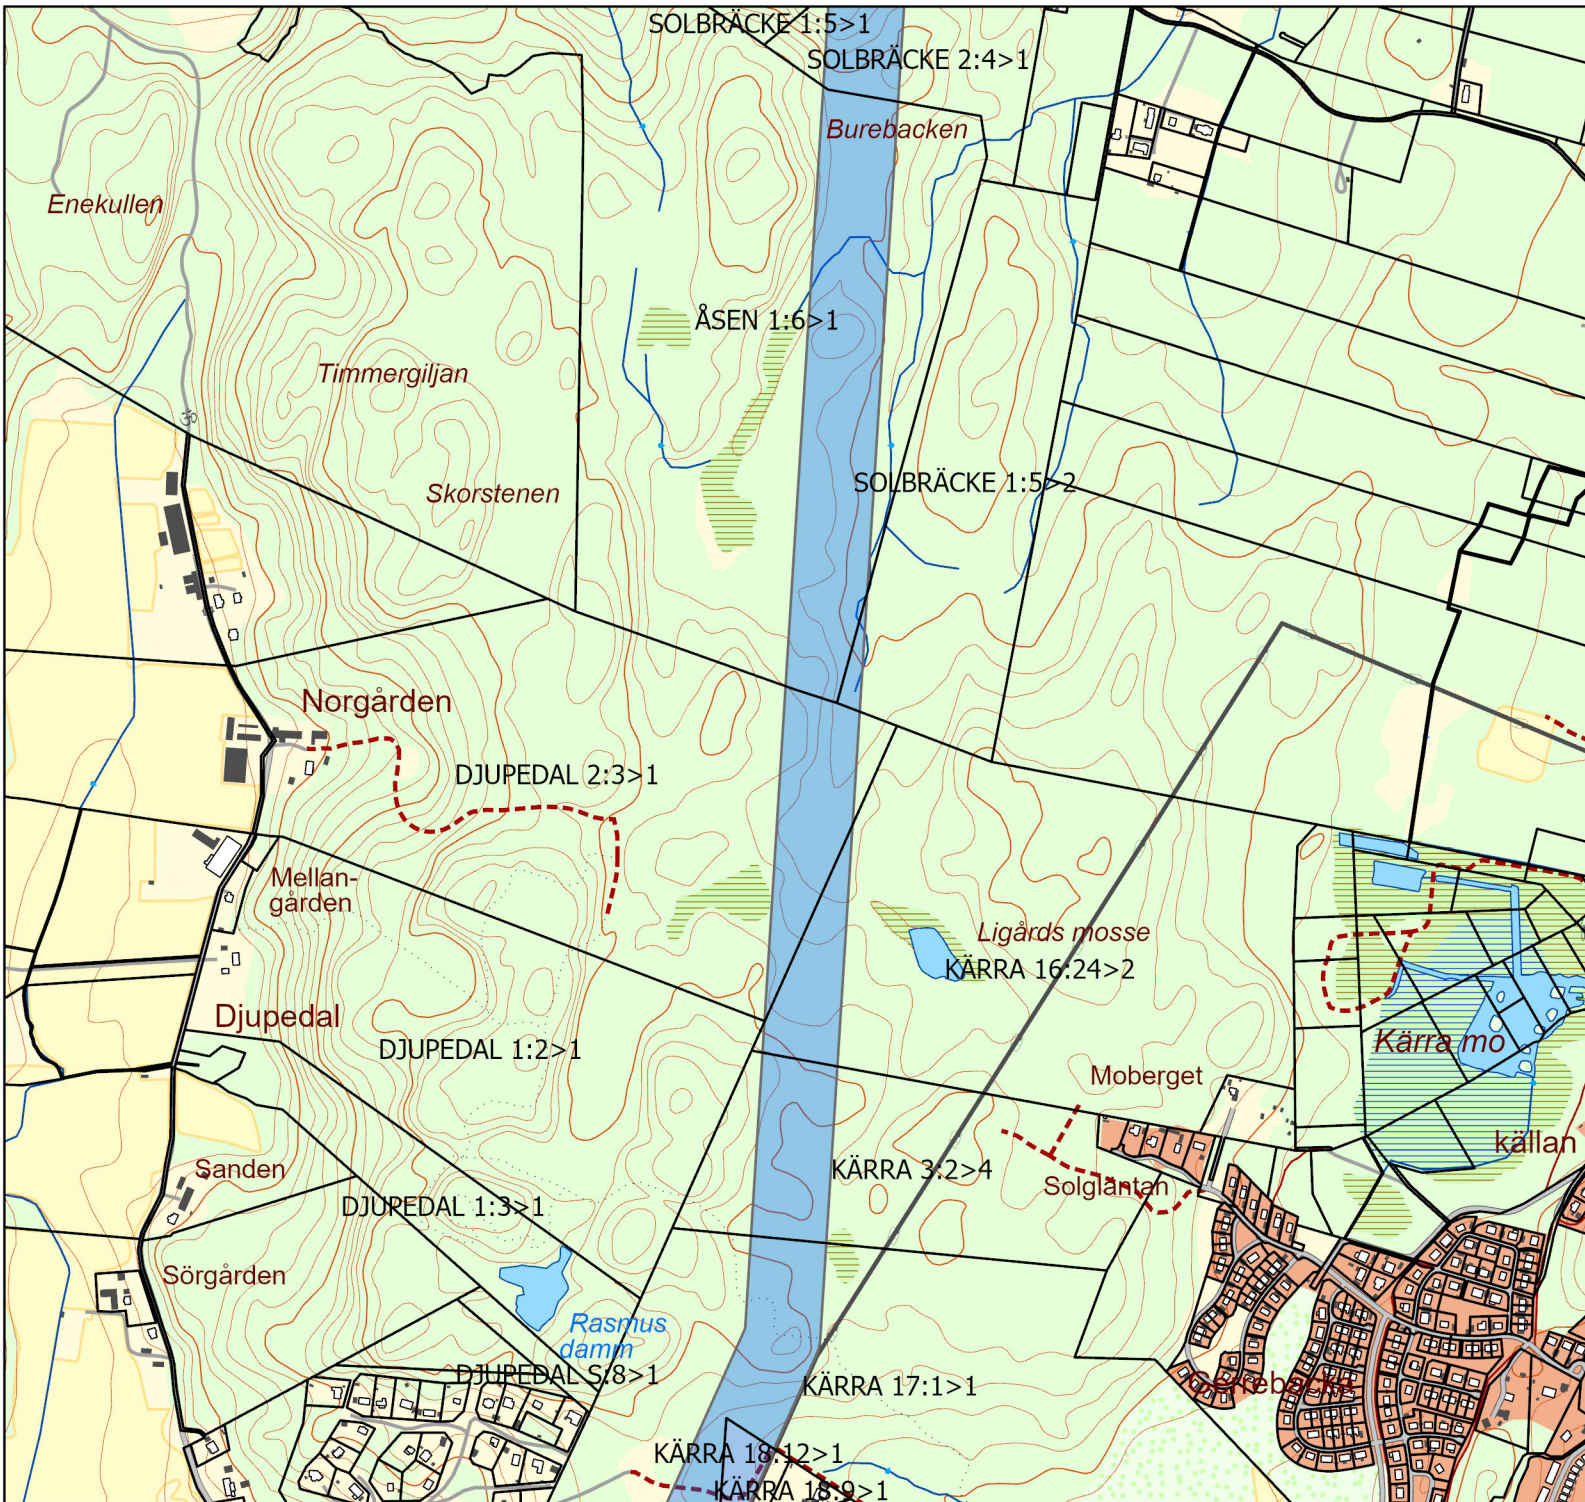 SOLBRÄCKE 1:5>1
SOLBRÄCKE 2:4>1
Burebacken
Enekullen
ÅSEN 1:6>1
Timmergiljan
SOLBRÄCKE 1:5>2
Skorstenen
Norgården
DJUPEDAL 2:3>1
Mellan-
gården
Ligårds mosse
KÄRRA 16:24>2
Djupedal
DJUPEDAL 1:2>1
Kärra mo
Moberget
källan
Sanden
KÄRRA 3:2>4
Solgläntan
DJUPEDAL 1:3>1
Sörgården
Rasmus
damm
DJUPEDAL S:8>1
KÄRRA 17:1>1
Gerrebacka
KÄRRA 18:12>1
KÄRRA 18:9>1